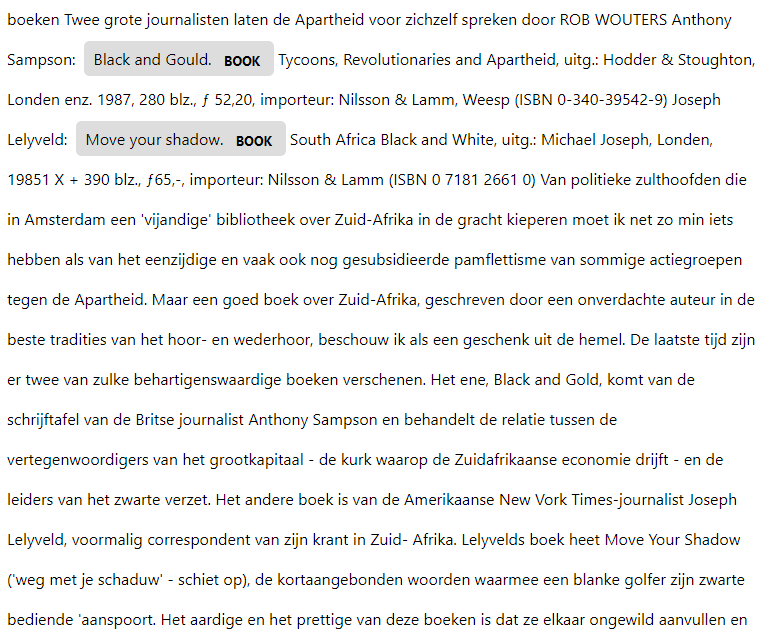 boeken Twee grote journalisten laten de Apartheid voor zichzelf spreken door ROB WOUTERS Anthony
Sampson: Black and Gould. BOOK Tycoons, Revolutionaries and Apartheid, uitg.: Hodder & Stoughton,
Londen enz. 1987, 280 blz., ƒ 52,20, importeur: Nilsson & Lamm, Weesp (ISBN 0-340-39542-9) Joseph
Lelyveld: Move your shadow. BOOK South Africa Black and White, uitg.: Michael Joseph, Londen,
19851 X + 390 blz., ƒ65,-, importeur: Nilsson & Lamm (ISBN 0 7181 2661 0) Van politieke zulthoofden die
in Amsterdam een 'vijandige' bibliotheek over Zuid-Afrika in de gracht kieperen moet ik net zo min iets
hebben als van het eenzijdige en vaak ook nog gesubsidieerde pamflettisme van sommige actiegroepen
tegen de Apartheid. Maar een goed boek over Zuid-Afrika, geschreven door een onverdachte auteur in de
beste tradities van het hoor- en wederhoor, beschouw ik als een geschenk uit de hemel. De laatste tijd zijn
er twee van zulke behartigenswaardige boeken verschenen. Het ene, Black and Gold, komt van de
schrijftafel van de Britse journalist Anthony Sampson en behandelt de relatie tussen de
vertegenwoordigers van het grootkapitaal - de kurk waarop de Zuidafrikaanse economie drijft - en de
leiders van het zwarte verzet. Het andere boek is van de Amerikaanse New Vork Times-journalist Joseph
Lelyveld, voormalig correspondent van zijn krant in Zuid- Afrika. Lelyvelds boek heet Move Your Shadow
('weg met je schaduw' - schiet op), de kortaangebonden woorden waarmee een blanke golfer zijn zwarte
bediende 'aanspoort. Het aardige en het prettige van deze boeken is dat ze elkaar ongewild aanvullen en